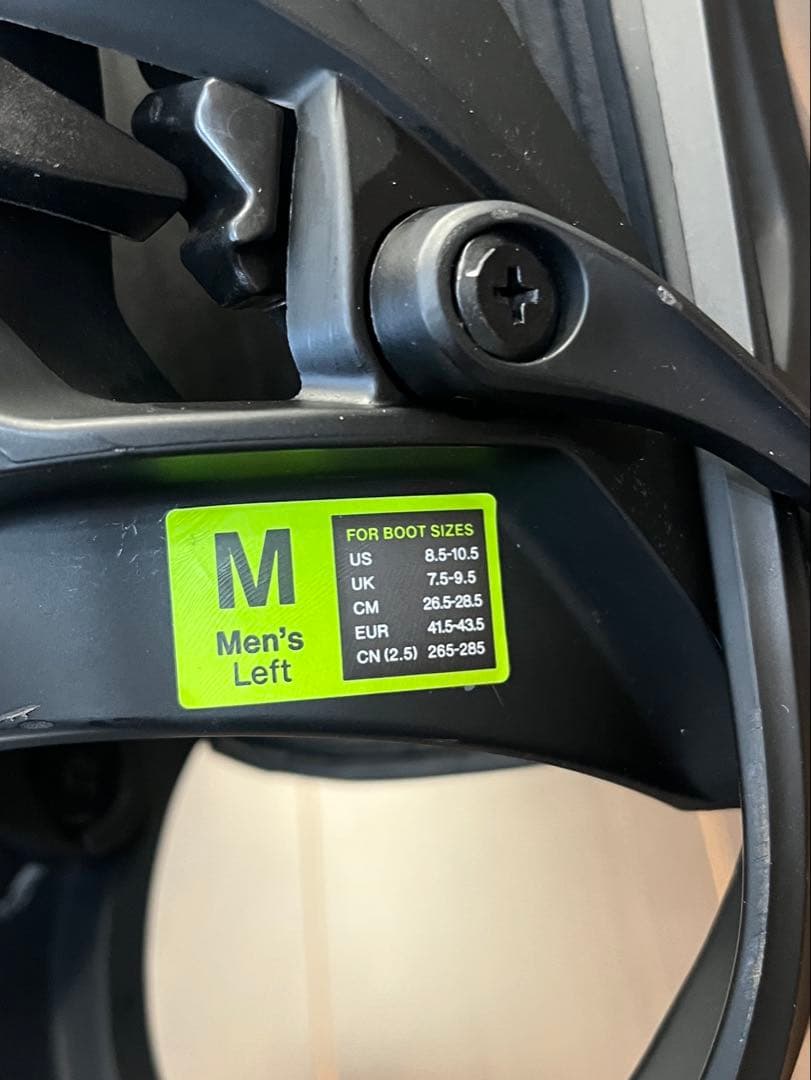 M
Men's
Left
FOR BOOT SIZES
US 8.5-10.5
UK 7.5-9.5
CM 26.5-28.5
EUR 41.5-43.5
CN (2.5) 265-285